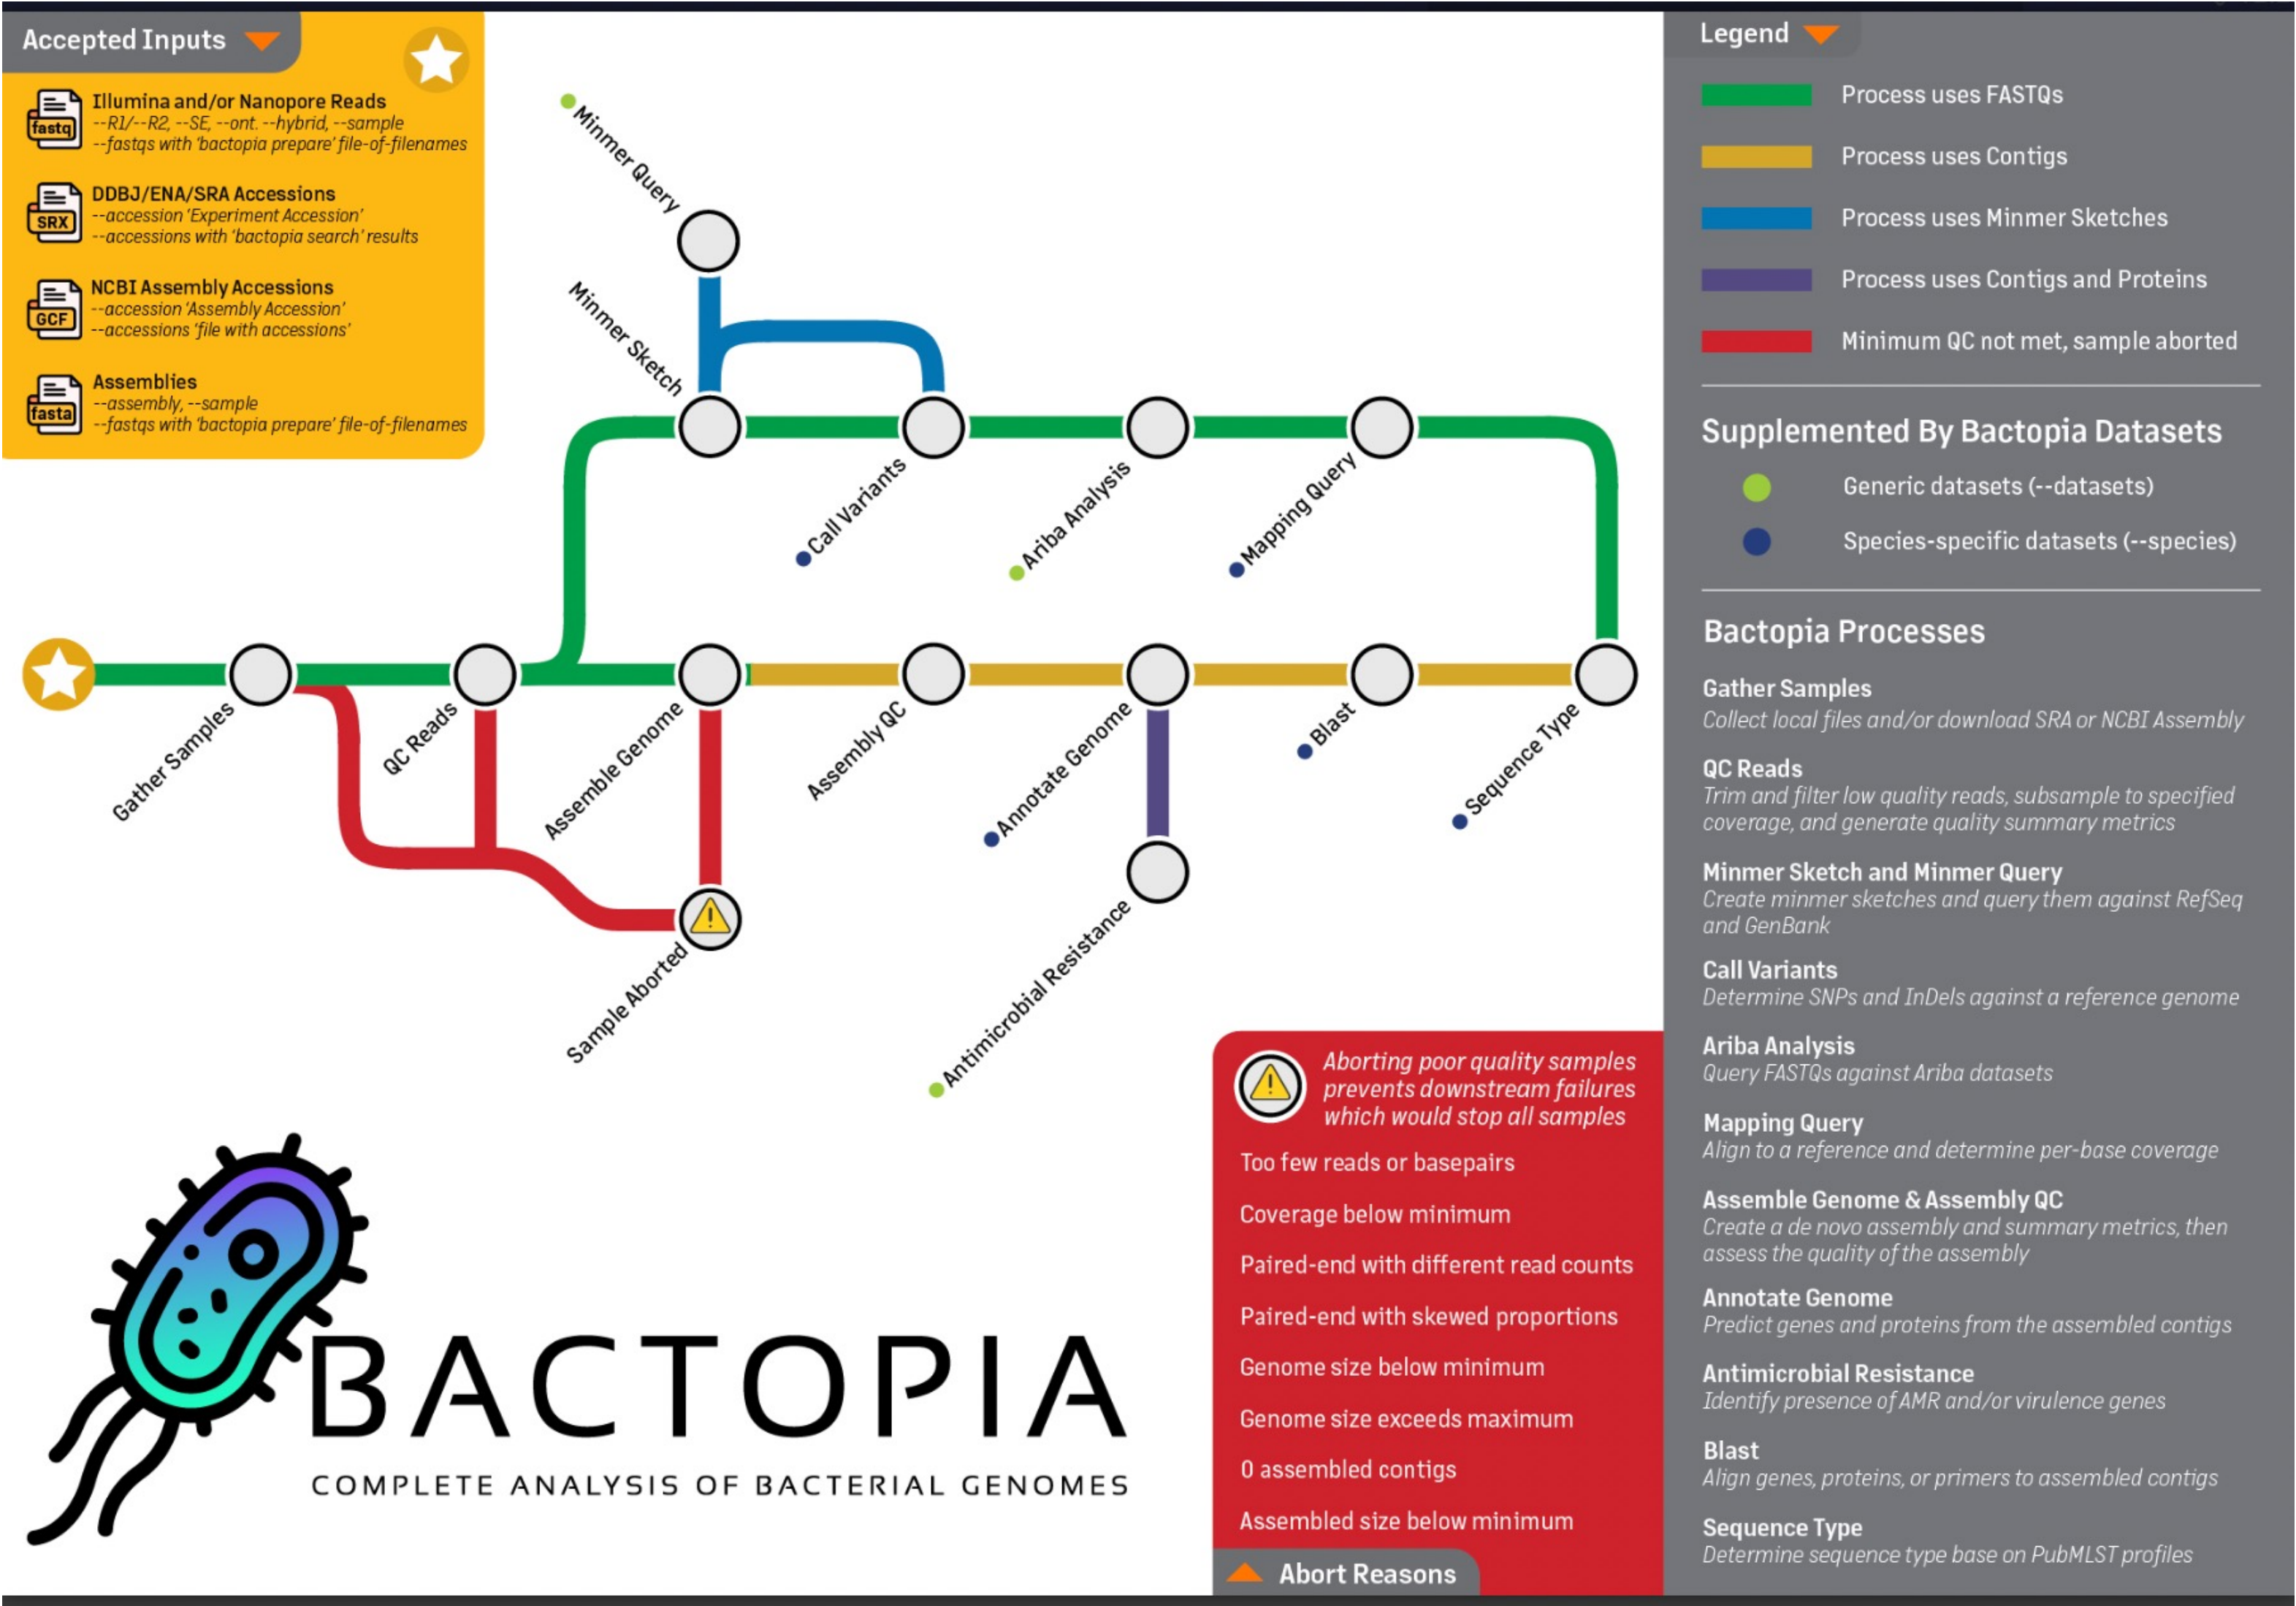 Accepted Inputs
Illumina and/or Nanopore Reads
--R1/--R2, --SE, --ont. --hybrid, --sample
--fastqs with 'bactopia prepare' file-of-filenames
fastq
DDBJ/ENA/SRA Accessions
--accession 'Experiment Accession'
--accessions with 'bactopia search' results
SRX
NCBI Assembly Accessions
--accession 'Assembly Accession'
--accessions 'file with accessions'
GCF
Assemblies
--assembly, --sample
--fastqs with 'bactopia prepare' file-of-filenames
fasta
Minmer Query
Minmer Sketch
Call Variants
Ariba Analysis
Mapping Query
Gather Samples
QC Reads
Assemble Genome
Assembly QC
Annotate Genome
Blast
Sequence Type
Sample Aborted
Antimicrobial Resistance
BACTOPIA
COMPLETE ANALYSIS OF BACTERIAL GENOMES
Aborting poor quality samples
prevents downstream failures
which would stop all samples
Too few reads or basepairs
Coverage below minimum
Paired-end with different read counts
Paired-end with skewed proportions
Genome size below minimum
Genome size exceeds maximum
0 assembled contigs
Assembled size below minimum
Abort Reasons
Legend
Process uses FASTQs
Process uses Contigs
Process uses Minmer Sketches
Process uses Contigs and Proteins
Minimum QC not met, sample aborted
Supplemented By Bactopia Datasets
Generic datasets (--datasets)
Species-specific datasets (--species)
Bactopia Processes
Gather Samples
Collect local files and/or download SRA or NCBI Assembly
QC Reads
Trim and filter low quality reads, subsample to specified
coverage, and generate quality summary metrics
Minmer Sketch and Minmer Query
Create minmer sketches and query them against RefSeq
and GenBank
Call Variants
Determine SNPs and InDels against a reference genome
Ariba Analysis
Query FASTQs against Ariba datasets
Mapping Query
Align to a reference and determine per-base coverage
Assemble Genome & Assembly QC
Create a de novo assembly and summary metrics, then
assess the quality of the assembly
Annotate Genome
Predict genes and proteins from the assembled contigs
Antimicrobial Resistance
Identify presence of AMR and/or virulence genes
Blast
Align genes, proteins, or primers to assembled contigs
Sequence Type
Determine sequence type base on PubMLST profiles